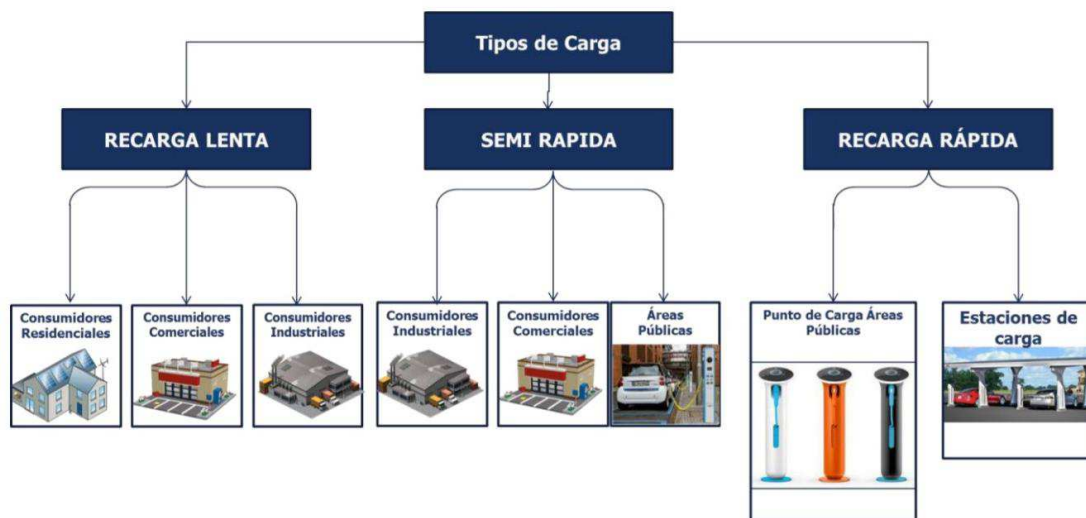 Tipos de Carga
RECARGA LENTA
SEMI RAPIDA
RECARGA RÁPIDA
Consumidores
Residenciales
Consumidores
Comerciales
Consumidores
Industriales
Consumidores
Industriales
Consumidores
Comerciales
Áreas
Públicas
Punto de Carga Áreas
Públicas
Estaciones de
carga